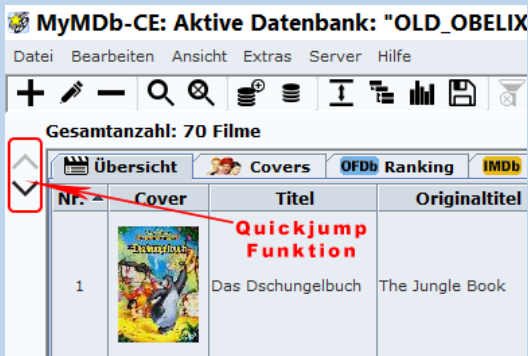 MyMDb-CE: Aktive Datenbank: "OLD_OBELIX
Datei Bearbeiten Ansicht Extras Server Hilfe
Gesamtanzahl: 70 Filme
Übersicht Covers OFDb Ranking IMDb
Nr. Cover Titel Originaltitel
Quickjump
Funktion
Dschungelbuch
1 Das Dschungelbuch The Jungle Book